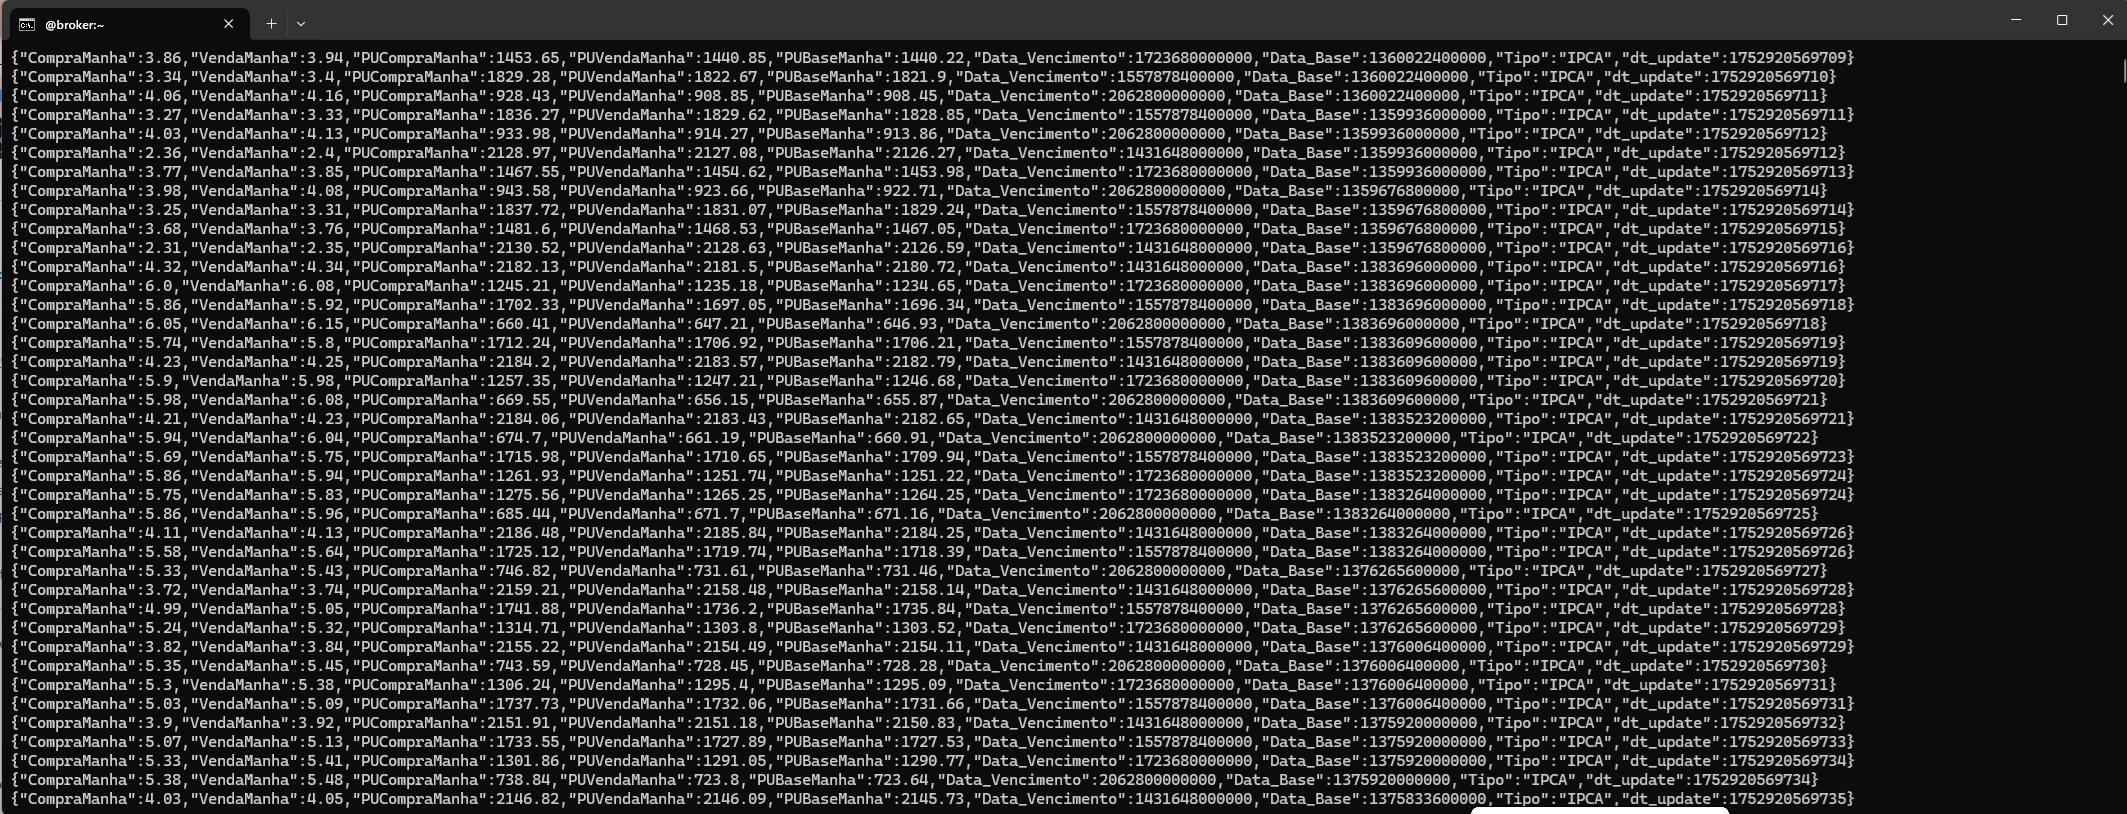 @broker:~
{"CompraManha":3.86,"VendaManha":3.94,"PUCompraManha":1453.65,"PUVendaManha":1440.85,"PUBaseManha":1440.22,"Data_Vencimento":1723680000000,"Data_Base":1360022400000,"Tipo":"IPCA","dt_update":1752920569709}
{"CompraManha":3.34,"VendaManha":3.4,"PUCompraManha":1829.28,"PUVendaManha":1822.67,"PUBaseManha":1821.9,"Data_Vencimento":1557878400000,"Data_Base":1360022400000,"Tipo":"IPCA","dt_update":1752920569710}
{"CompraManha":4.06,"VendaManha":4.16,"PUCompraManha":928.43,"PUVendaManha":908.85,"PUBaseManha":908.45,"Data_Vencimento":2062800000000,"Data_Base":1360022400000,"Tipo":"IPCA","dt_update":1752920569711}
{"CompraManha":3.27,"VendaManha":3.33,"PUCompraManha":1836.27,"PUVendaManha":1829.62,"PUBaseManha":1828.85,"Data_Vencimento":1557878400000,"Data_Base":1359936000000,"Tipo":"IPCA","dt_update":1752920569711}
{"CompraManha":4.03,"VendaManha":4.13,"PUCompraManha":933.98,"PUVendaManha":914.27,"PUBaseManha":913.86,"Data_Vencimento":2062800000000,"Data_Base":1359936000000,"Tipo":"IPCA","dt_update":1752920569712}
{"CompraManha":2.36,"VendaManha":2.4,"PUCompraManha":2128.97,"PUVendaManha":2127.08,"PUBaseManha":2126.27,"Data_Vencimento":1431648000000,"Data_Base":1359936000000,"Tipo":"IPCA","dt_update":1752920569712}
{"CompraManha":3.77,"VendaManha":3.85,"PUCompraManha":1467.55,"PUVendaManha":1454.62,"PUBaseManha":1453.98,"Data_Vencimento":1723680000000,"Data_Base":1359936000000,"Tipo":"IPCA","dt_update":1752920569713}
{"CompraManha":3.98,"VendaManha":4.08,"PUCompraManha":943.58,"PUVendaManha":923.66,"PUBaseManha":922.71,"Data_Vencimento":2062800000000,"Data_Base":1359676800000,"Tipo":"IPCA","dt_update":1752920569714}
{"CompraManha":3.25,"VendaManha":3.31,"PUCompraManha":1837.72,"PUVendaManha":1831.07,"PUBaseManha":1829.24,"Data_Vencimento":1557878400000,"Data_Base":1359676800000,"Tipo":"IPCA","dt_update":1752920569714}
{"CompraManha":3.68,"VendaManha":3.76,"PUCompraManha":1481.6,"PUVendaManha":1468.53,"PUBaseManha":1467.05,"Data_Vencimento":1723680000000,"Data_Base":1359676800000,"Tipo":"IPCA","dt_update":1752920569715}
{"CompraManha":2.31,"VendaManha":2.35,"PUCompraManha":2130.52,"PUVendaManha":2128.63,"PUBaseManha":2126.59,"Data_Vencimento":1431648000000,"Data_Base":1359676800000,"Tipo":"IPCA","dt_update":1752920569716}
{"CompraManha":4.32,"VendaManha":4.34,"PUCompraManha":2182.13,"PUVendaManha":2181.5,"PUBaseManha":2180.72,"Data_Vencimento":1431648000000,"Data_Base":1383696000000,"Tipo":"IPCA","dt_update":1752920569716}
{"CompraManha":6.0,"VendaManha":6.08,"PUCompraManha":1245.21,"PUVendaManha":1235.18,"PUBaseManha":1234.65,"Data_Vencimento":1723680000000,"Data_Base":1383696000000,"Tipo":"IPCA","dt_update":1752920569717}
{"CompraManha":5.86,"VendaManha":5.92,"PUCompraManha":1702.33,"PUVendaManha":1697.05,"PUBaseManha":1696.34,"Data_Vencimento":1557878400000,"Data_Base":1383696000000,"Tipo":"IPCA","dt_update":1752920569718}
{"CompraManha":6.05,"VendaManha":6.15,"PUCompraManha":660.41,"PUVendaManha":647.21,"PUBaseManha":646.93,"Data_Vencimento":2062800000000,"Data_Base":1383696000000,"Tipo":"IPCA","dt_update":1752920569718}
{"CompraManha":5.74,"VendaManha":5.8,"PUCompraManha":1712.24,"PUVendaManha":1706.92,"PUBaseManha":1706.21,"Data_Vencimento":1557878400000,"Data_Base":1383609600000,"Tipo":"IPCA","dt_update":1752920569719}
{"CompraManha":4.23,"VendaManha":4.25,"PUCompraManha":2184.2,"PUVendaManha":2183.57,"PUBaseManha":2182.79,"Data_Vencimento":1431648000000,"Data_Base":1383609600000,"Tipo":"IPCA","dt_update":1752920569719}
{"CompraManha":5.9,"VendaManha":5.98,"PUCompraManha":1257.35,"PUVendaManha":1247.21,"PUBaseManha":1246.68,"Data_Vencimento":1723680000000,"Data_Base":1383609600000,"Tipo":"IPCA","dt_update":1752920569720}
{"CompraManha":5.98,"VendaManha":6.08,"PUCompraManha":669.55,"PUVendaManha":656.15,"PUBaseManha":655.87,"Data_Vencimento":2062800000000,"Data_Base":1383609600000,"Tipo":"IPCA","dt_update":1752920569721}
{"CompraManha":4.21,"VendaManha":4.23,"PUCompraManha":2184.06,"PUVendaManha":2183.43,"PUBaseManha":2182.65,"Data_Vencimento":1431648000000,"Data_Base":1383523200000,"Tipo":"IPCA","dt_update":1752920569721}
{"CompraManha":5.94,"VendaManha":6.04,"PUCompraManha":674.7,"PUVendaManha":661.19,"PUBaseManha":660.91,"Data_Vencimento":2062800000000,"Data_Base":1383523200000,"Tipo":"IPCA","dt_update":1752920569722}
{"CompraManha":5.69,"VendaManha":5.75,"PUCompraManha":1715.98,"PUVendaManha":1710.65,"PUBaseManha":1709.94,"Data_Vencimento":1557878400000,"Data_Base":1383523200000,"Tipo":"IPCA","dt_update":1752920569723}
{"CompraManha":5.86,"VendaManha":5.94,"PUCompraManha":1261.93,"PUVendaManha":1251.74,"PUBaseManha":1251.22,"Data_Vencimento":1723680000000,"Data_Base":1383523200000,"Tipo":"IPCA","dt_update":1752920569724}
{"CompraManha":5.75,"VendaManha":5.83,"PUCompraManha":1275.56,"PUVendaManha":1265.25,"PUBaseManha":1264.25,"Data_Vencimento":1723680000000,"Data_Base":1383264000000,"Tipo":"IPCA","dt_update":1752920569724}
{"CompraManha":5.86,"VendaManha":5.96,"PUCompraManha":685.44,"PUVendaManha":671.7,"PUBaseManha":671.16,"Data_Vencimento":2062800000000,"Data_Base":1383264000000,"Tipo":"IPCA","dt_update":1752920569725}
{"CompraManha":4.11,"VendaManha":4.13,"PUCompraManha":2186.48,"PUVendaManha":2185.84,"PUBaseManha":2184.25,"Data_Vencimento":1431648000000,"Data_Base":1383264000000,"Tipo":"IPCA","dt_update":1752920569726}
{"CompraManha":5.58,"VendaManha":5.64,"PUCompraManha":1725.12,"PUVendaManha":1719.74,"PUBaseManha":1718.39,"Data_Vencimento":1557878400000,"Data_Base":1383264000000,"Tipo":"IPCA","dt_update":1752920569726}
{"CompraManha":5.33,"VendaManha":5.43,"PUCompraManha":746.82,"PUVendaManha":731.61,"PUBaseManha":731.46,"Data_Vencimento":2062800000000,"Data_Base":1376265600000,"Tipo":"IPCA","dt_update":1752920569727}
{"CompraManha":3.72,"VendaManha":3.74,"PUCompraManha":2159.21,"PUVendaManha":2158.48,"PUBaseManha":2158.14,"Data_Vencimento":1431648000000,"Data_Base":1376265600000,"Tipo":"IPCA","dt_update":1752920569728}
{"CompraManha":4.99,"VendaManha":5.05,"PUCompraManha":1741.88,"PUVendaManha":1736.2,"PUBaseManha":1735.84,"Data_Vencimento":1557878400000,"Data_Base":1376265600000,"Tipo":"IPCA","dt_update":1752920569728}
{"CompraManha":5.24,"VendaManha":5.32,"PUCompraManha":1314.71,"PUVendaManha":1303.8,"PUBaseManha":1303.52,"Data_Vencimento":1723680000000,"Data_Base":1376265600000,"Tipo":"IPCA","dt_update":1752920569729}
{"CompraManha":3.82,"VendaManha":3.84,"PUCompraManha":2155.22,"PUVendaManha":2154.49,"PUBaseManha":2154.11,"Data_Vencimento":1431648000000,"Data_Base":1376006400000,"Tipo":"IPCA","dt_update":1752920569729}
{"CompraManha":5.35,"VendaManha":5.45,"PUCompraManha":743.59,"PUVendaManha":728.45,"PUBaseManha":728.28,"Data_Vencimento":2062800000000,"Data_Base":1376006400000,"Tipo":"IPCA","dt_update":1752920569730}
{"CompraManha":5.3,"VendaManha":5.38,"PUCompraManha":1306.24,"PUVendaManha":1295.4,"PUBaseManha":1295.09,"Data_Vencimento":1723680000000,"Data_Base":1376006400000,"Tipo":"IPCA","dt_update":1752920569731}
{"CompraManha":5.03,"VendaManha":5.09,"PUCompraManha":1737.73,"PUVendaManha":1732.06,"PUBaseManha":1731.66,"Data_Vencimento":1557878400000,"Data_Base":1376006400000,"Tipo":"IPCA","dt_update":1752920569731}
{"CompraManha":3.9,"VendaManha":3.92,"PUCompraManha":2151.91,"PUVendaManha":2151.18,"PUBaseManha":2150.83,"Data_Vencimento":1431648000000,"Data_Base":1375920000000,"Tipo":"IPCA","dt_update":1752920569732}
{"CompraManha":5.07,"VendaManha":5.13,"PUCompraManha":1733.55,"PUVendaManha":1727.89,"PUBaseManha":1727.53,"Data_Vencimento":1557878400000,"Data_Base":1375920000000,"Tipo":"IPCA","dt_update":1752920569733}
{"CompraManha":5.33,"VendaManha":5.41,"PUCompraManha":1301.86,"PUVendaManha":1291.05,"PUBaseManha":1290.77,"Data_Vencimento":1723680000000,"Data_Base":1375920000000,"Tipo":"IPCA","dt_update":1752920569734}
{"CompraManha":5.38,"VendaManha":5.48,"PUCompraManha":738.84,"PUVendaManha":723.8,"PUBaseManha":723.64,"Data_Vencimento":2062800000000,"Data_Base":1375920000000,"Tipo":"IPCA","dt_update":1752920569734}
{"CompraManha":4.03,"VendaManha":4.05,"PUCompraManha":2146.82,"PUVendaManha":2146.09,"PUBaseManha":2145.73,"Data_Vencimento":1431648000000,"Data_Base":1375833600000,"Tipo":"IPCA","dt_update":1752920569735}